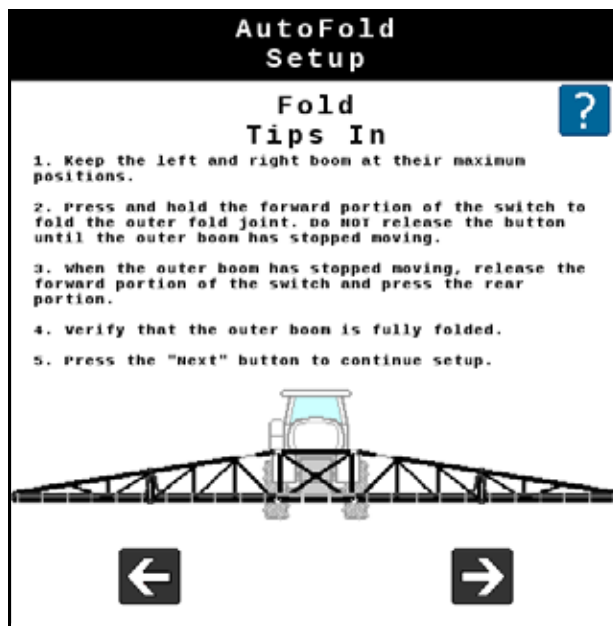 AutoFold
Setup
Fold
Tips In
?
1. Keep the left and right boom at their maximum
positions.
2. Press and hold the forward portion of the switch to
fold the outer fold joint. Do NOT release the button
until the outer boom has stopped moving.
3. When the outer boom has stopped moving, release the
forward portion of the switch and press the rear
portion.
4. Verify that the outer boom is fully folded.
5. Press the "Next" button to continue setup.